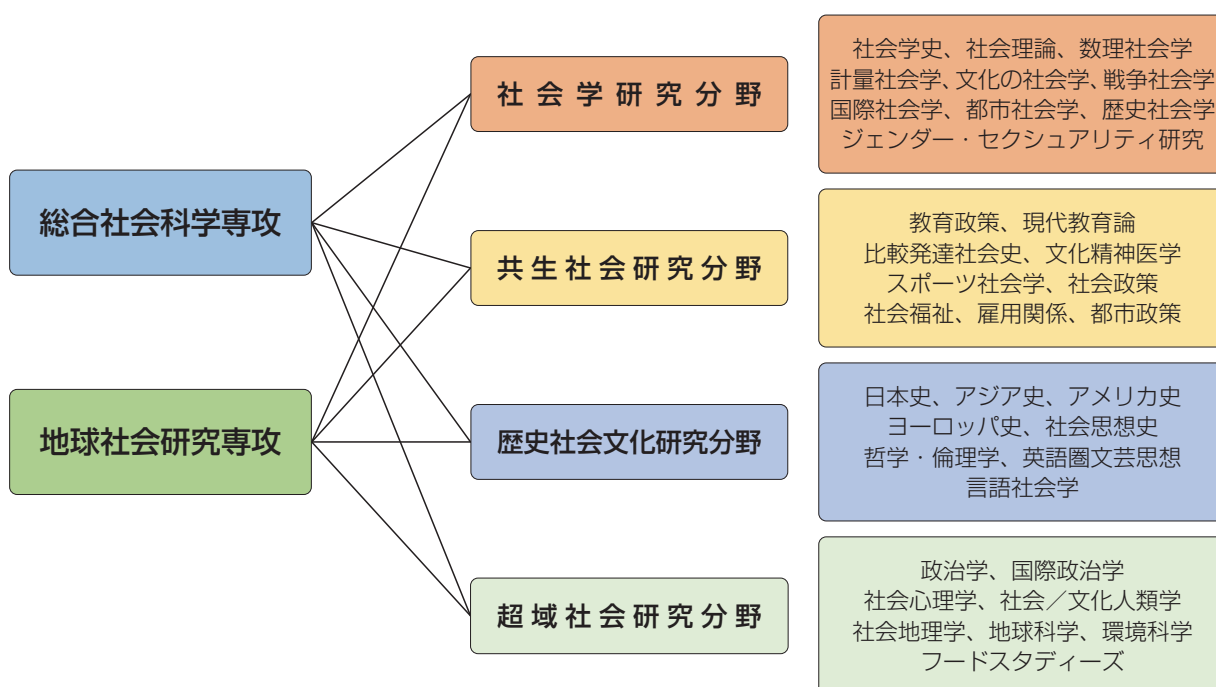 総合社会科学専攻
地球社会研究専攻
社会学研究分野
共生社会研究分野
歴史社会文化研究分野
超域社会研究分野
社会学史、社会理論、数理社会学
計量社会学、文化の社会学、戦争社会学
国際社会学、都市社会学、歴史社会学
ジェンダー・セクシュアリティ研究
教育政策、現代教育論
比較発達社会史、文化精神医学
スポーツ社会学、社会政策
社会福祉、雇用関係、都市政策
日本史、アジア史、アメリカ史
ヨーロッパ史、社会思想史
哲学・倫理学、英語圏文芸思想
言語社会学
政治学、国際政治学
社会心理学、社会／文化人類学
社会地理学、地球科学、環境科学
フードスタディーズ